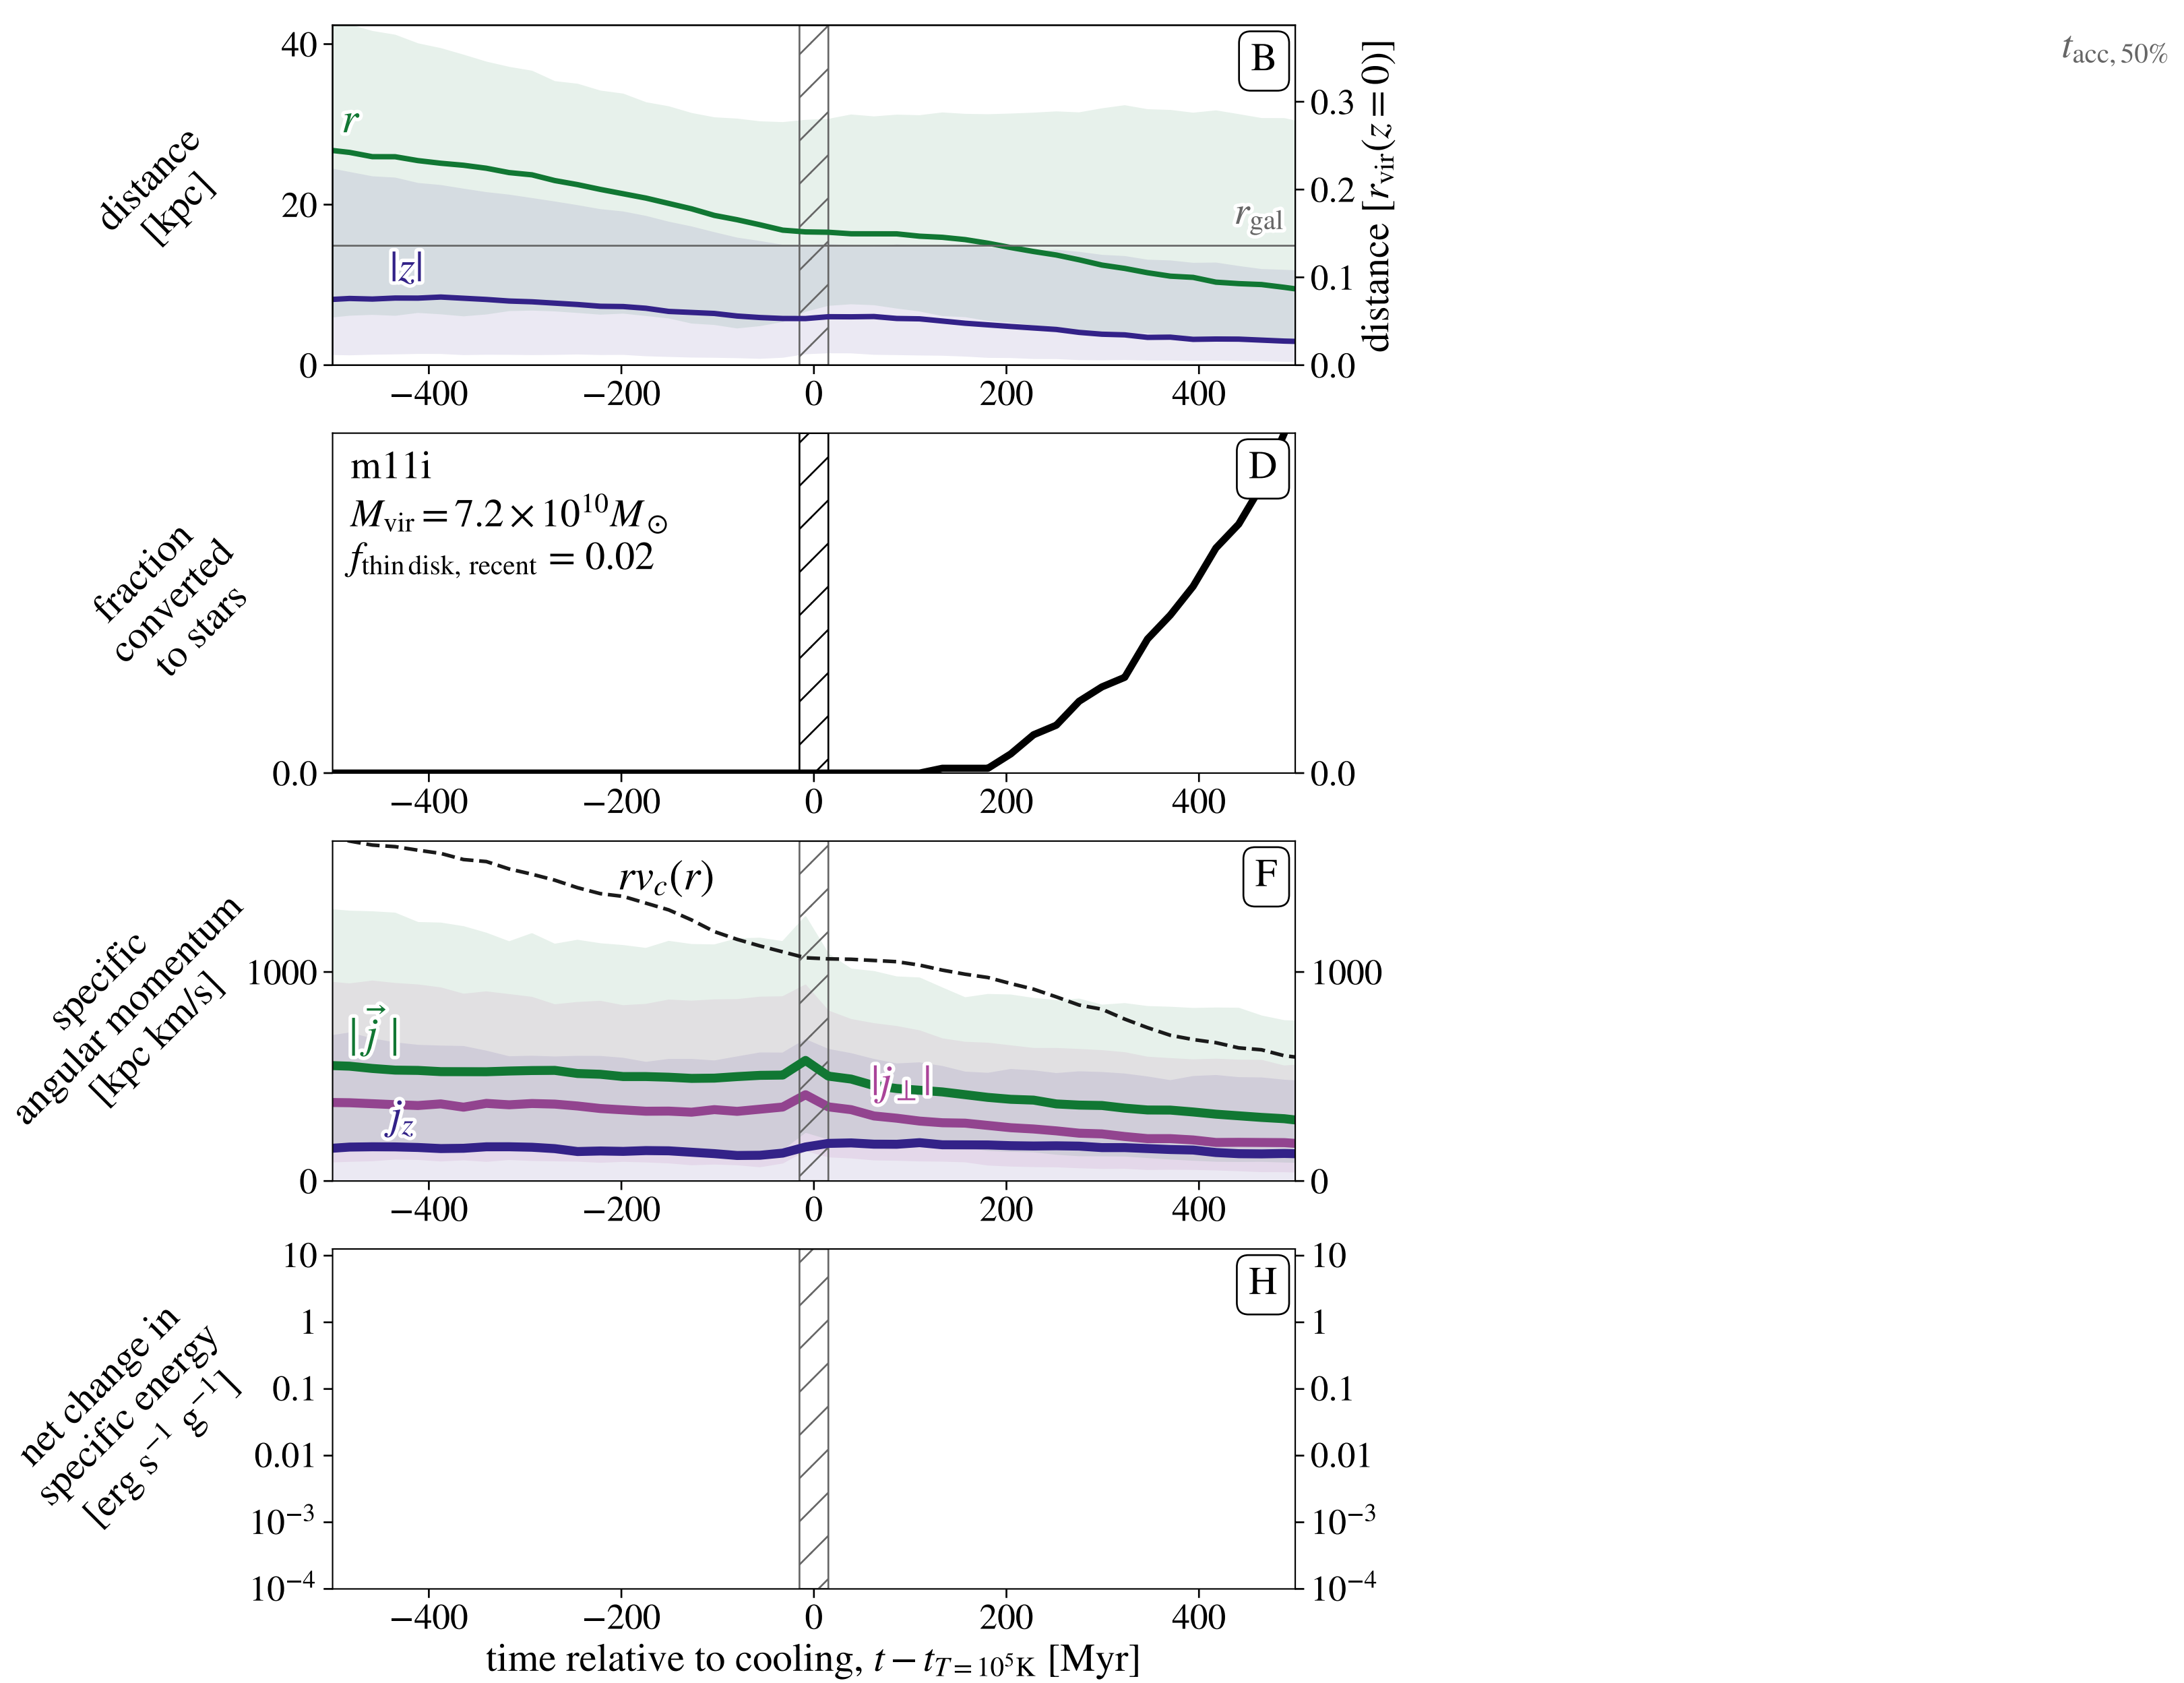 distance
[kpc]
40
20
0
r
|z|
B
r_gal
0.3
0.2
0.1
0.0
distance [r_vir(z = 0)]
t_acc, 50%
−400 −200 0 200 400
fraction
converted
to stars
0.0
m11i
M_vir = 7.2 × 10^10 M_⊙
f_thin disk, recent = 0.02
D
0.0
−400 −200 0 200 400
specific
angular momentum
[kpc km/s]
1000
0
rv_c(r)
F
|j⃗|
|j_⊥|
j_z
1000
0
−400 −200 0 200 400
net change in
specific energy
[erg s^−1 g^−1]
10
1
0.1
0.01
10^−3
10^−4
H
10
1
0.1
0.01
10^−3
10^−4
−400 −200 0 200 400
time relative to cooling, t − t_T = 10^5 K [Myr]